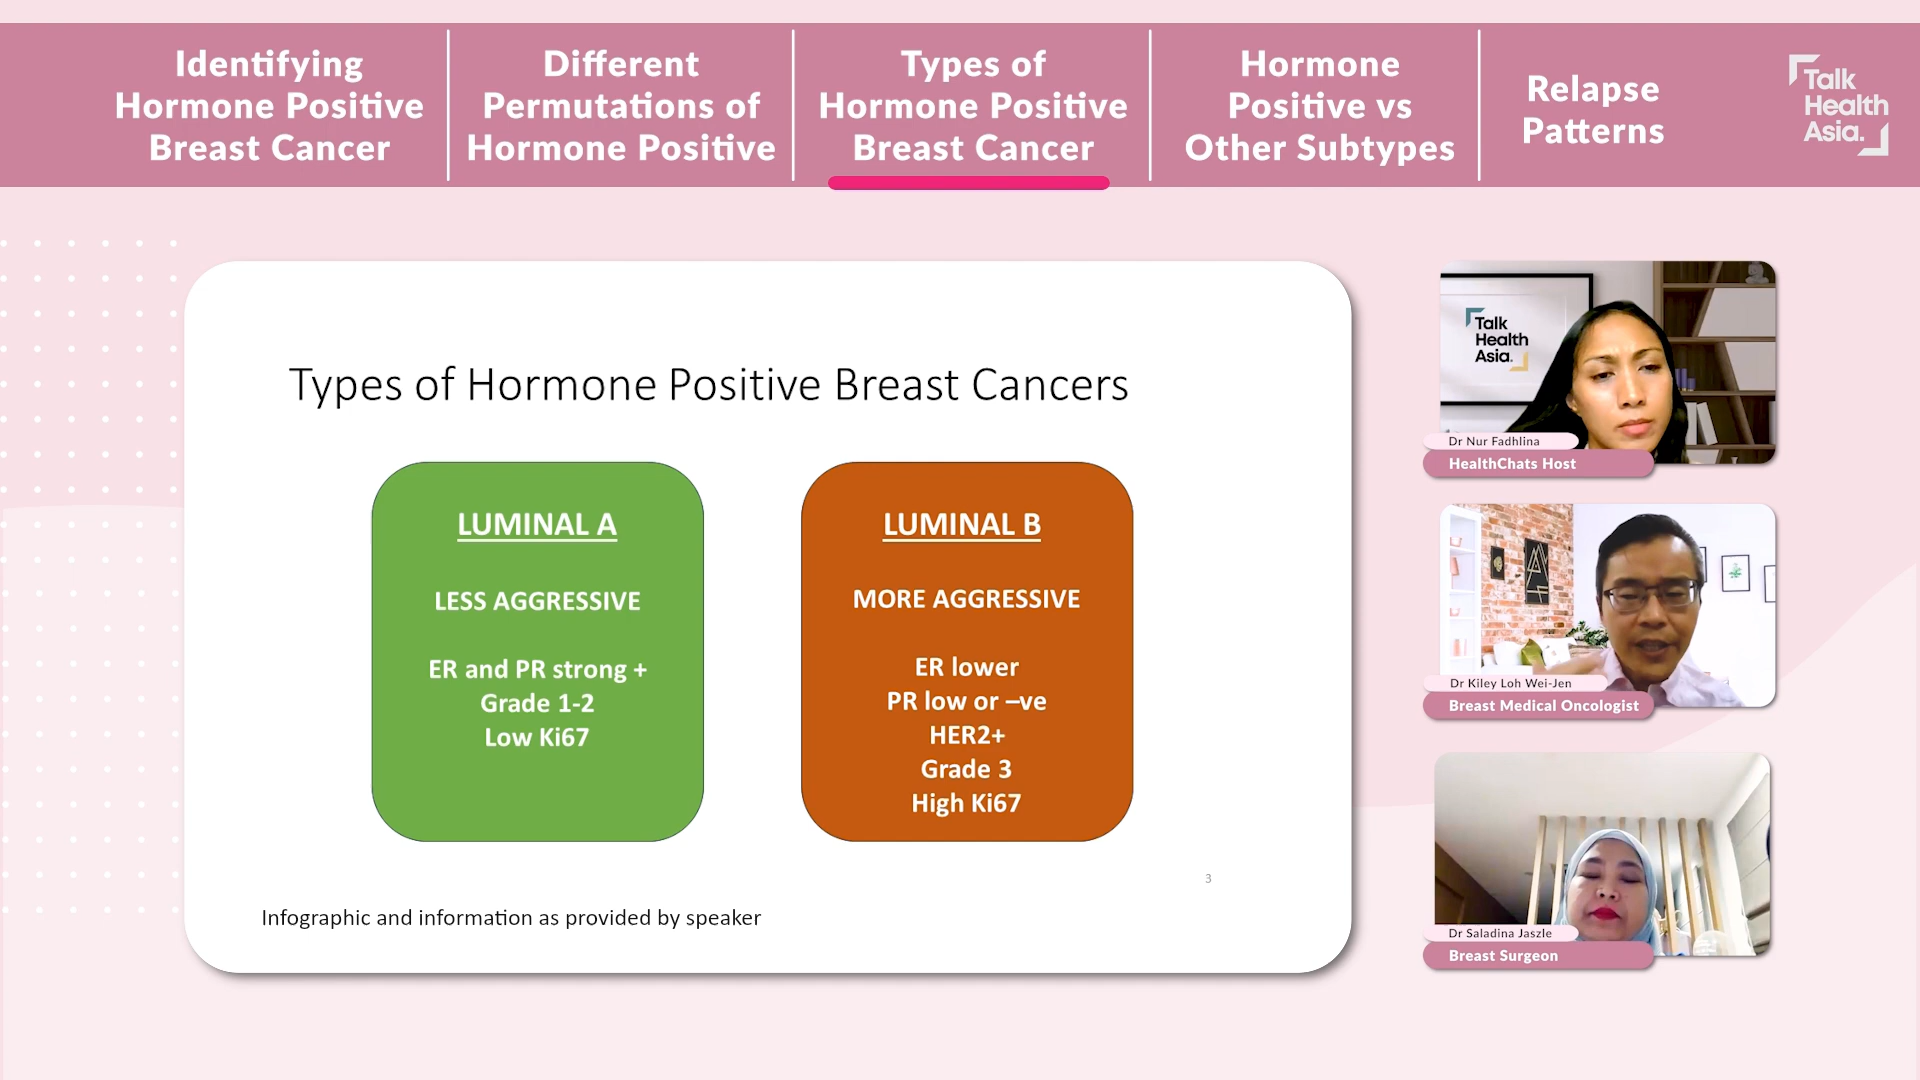 Identifying
Hormone Positive
Breast Cancer
Different
Permutations of
Hormone Positive
Types of
Hormone Positive
Breast Cancer
Hormone
Positive vs
Other Subtypes
Relapse
Patterns
Talk
Health
Asia.
Types of Hormone Positive Breast Cancers
LUMINAL A
LESS AGGRESSIVE
ER and PR strong +
Grade 1-2
Low Ki67
LUMINAL B
MORE AGGRESSIVE
ER lower
PR low or –ve
HER2+
Grade 3
High Ki67
3
Infographic and information as provided by speaker
Talk
Health
Asia.
Dr Nur Fadhlina
HealthChats Host
Dr Kiley Loh Wei-Jen
Breast Medical Oncologist
Dr Saladina Jaszle
Breast Surgeon